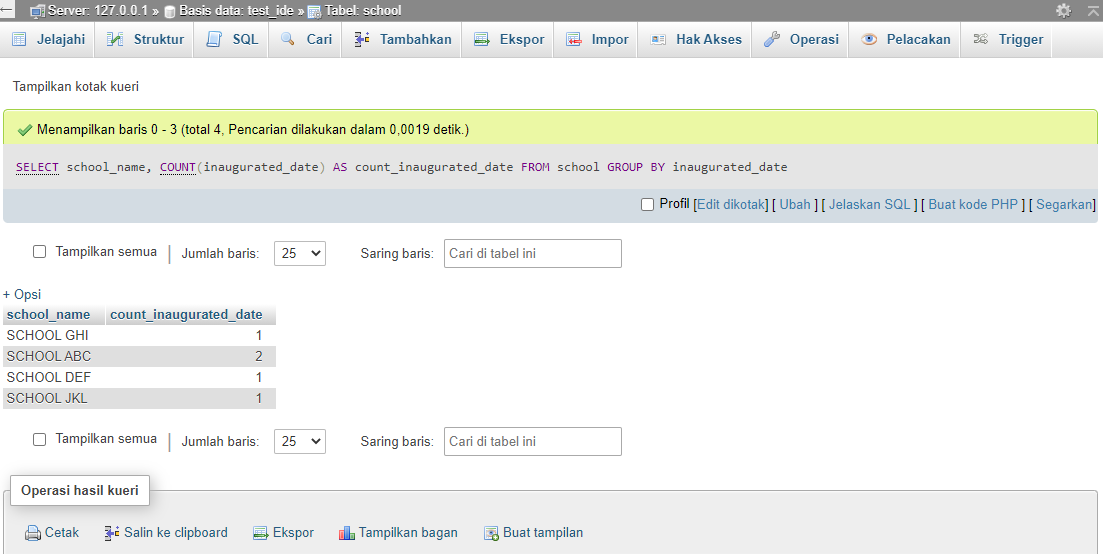 Server: 127.0.0.1 » Basis data: test_ide » Tabel: school
Jelajahi Struktur SQL Cari Tambahkan Ekspor Impor Hak Akses Operasi Pelacakan Trigger
Tampilkan kotak kueri
Menampilkan baris 0 - 3 (total 4, Pencarian dilakukan dalam 0,0019 detik.)
SELECT school_name, COUNT(inaugurated_date) AS count_inaugurated_date FROM school GROUP BY inaugurated_date
Profil [Edit dikotak] [ Ubah ] [ Jelaskan SQL ] [ Buat kode PHP ] [ Segarkan]
Tampilkan semua | Jumlah baris: 25 Saring baris: Cari di tabel ini
+ Opsi
school_name count_inaugurated_date
SCHOOL GHI 1
SCHOOL ABC 2
SCHOOL DEF 1
SCHOOL JKL 1
Tampilkan semua | Jumlah baris: 25 Saring baris: Cari di tabel ini
Operasi hasil kueri
Cetak Salin ke clipboard Ekspor Tampilkan bagan Buat tampilan